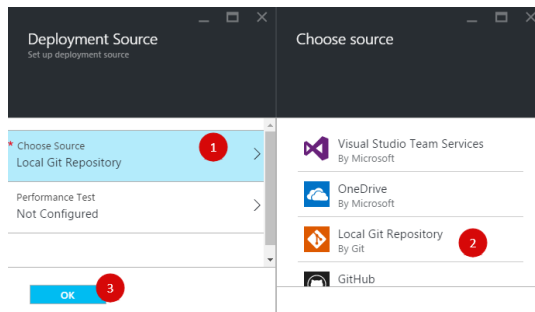 Deployment Source
Set up deployment source
* Choose Source
Local Git Repository
1
Performance Test
Not Configured
OK
3
Choose source
Visual Studio Team Services
By Microsoft
OneDrive
By Microsoft
Local Git Repository
By Git
2
GitHub